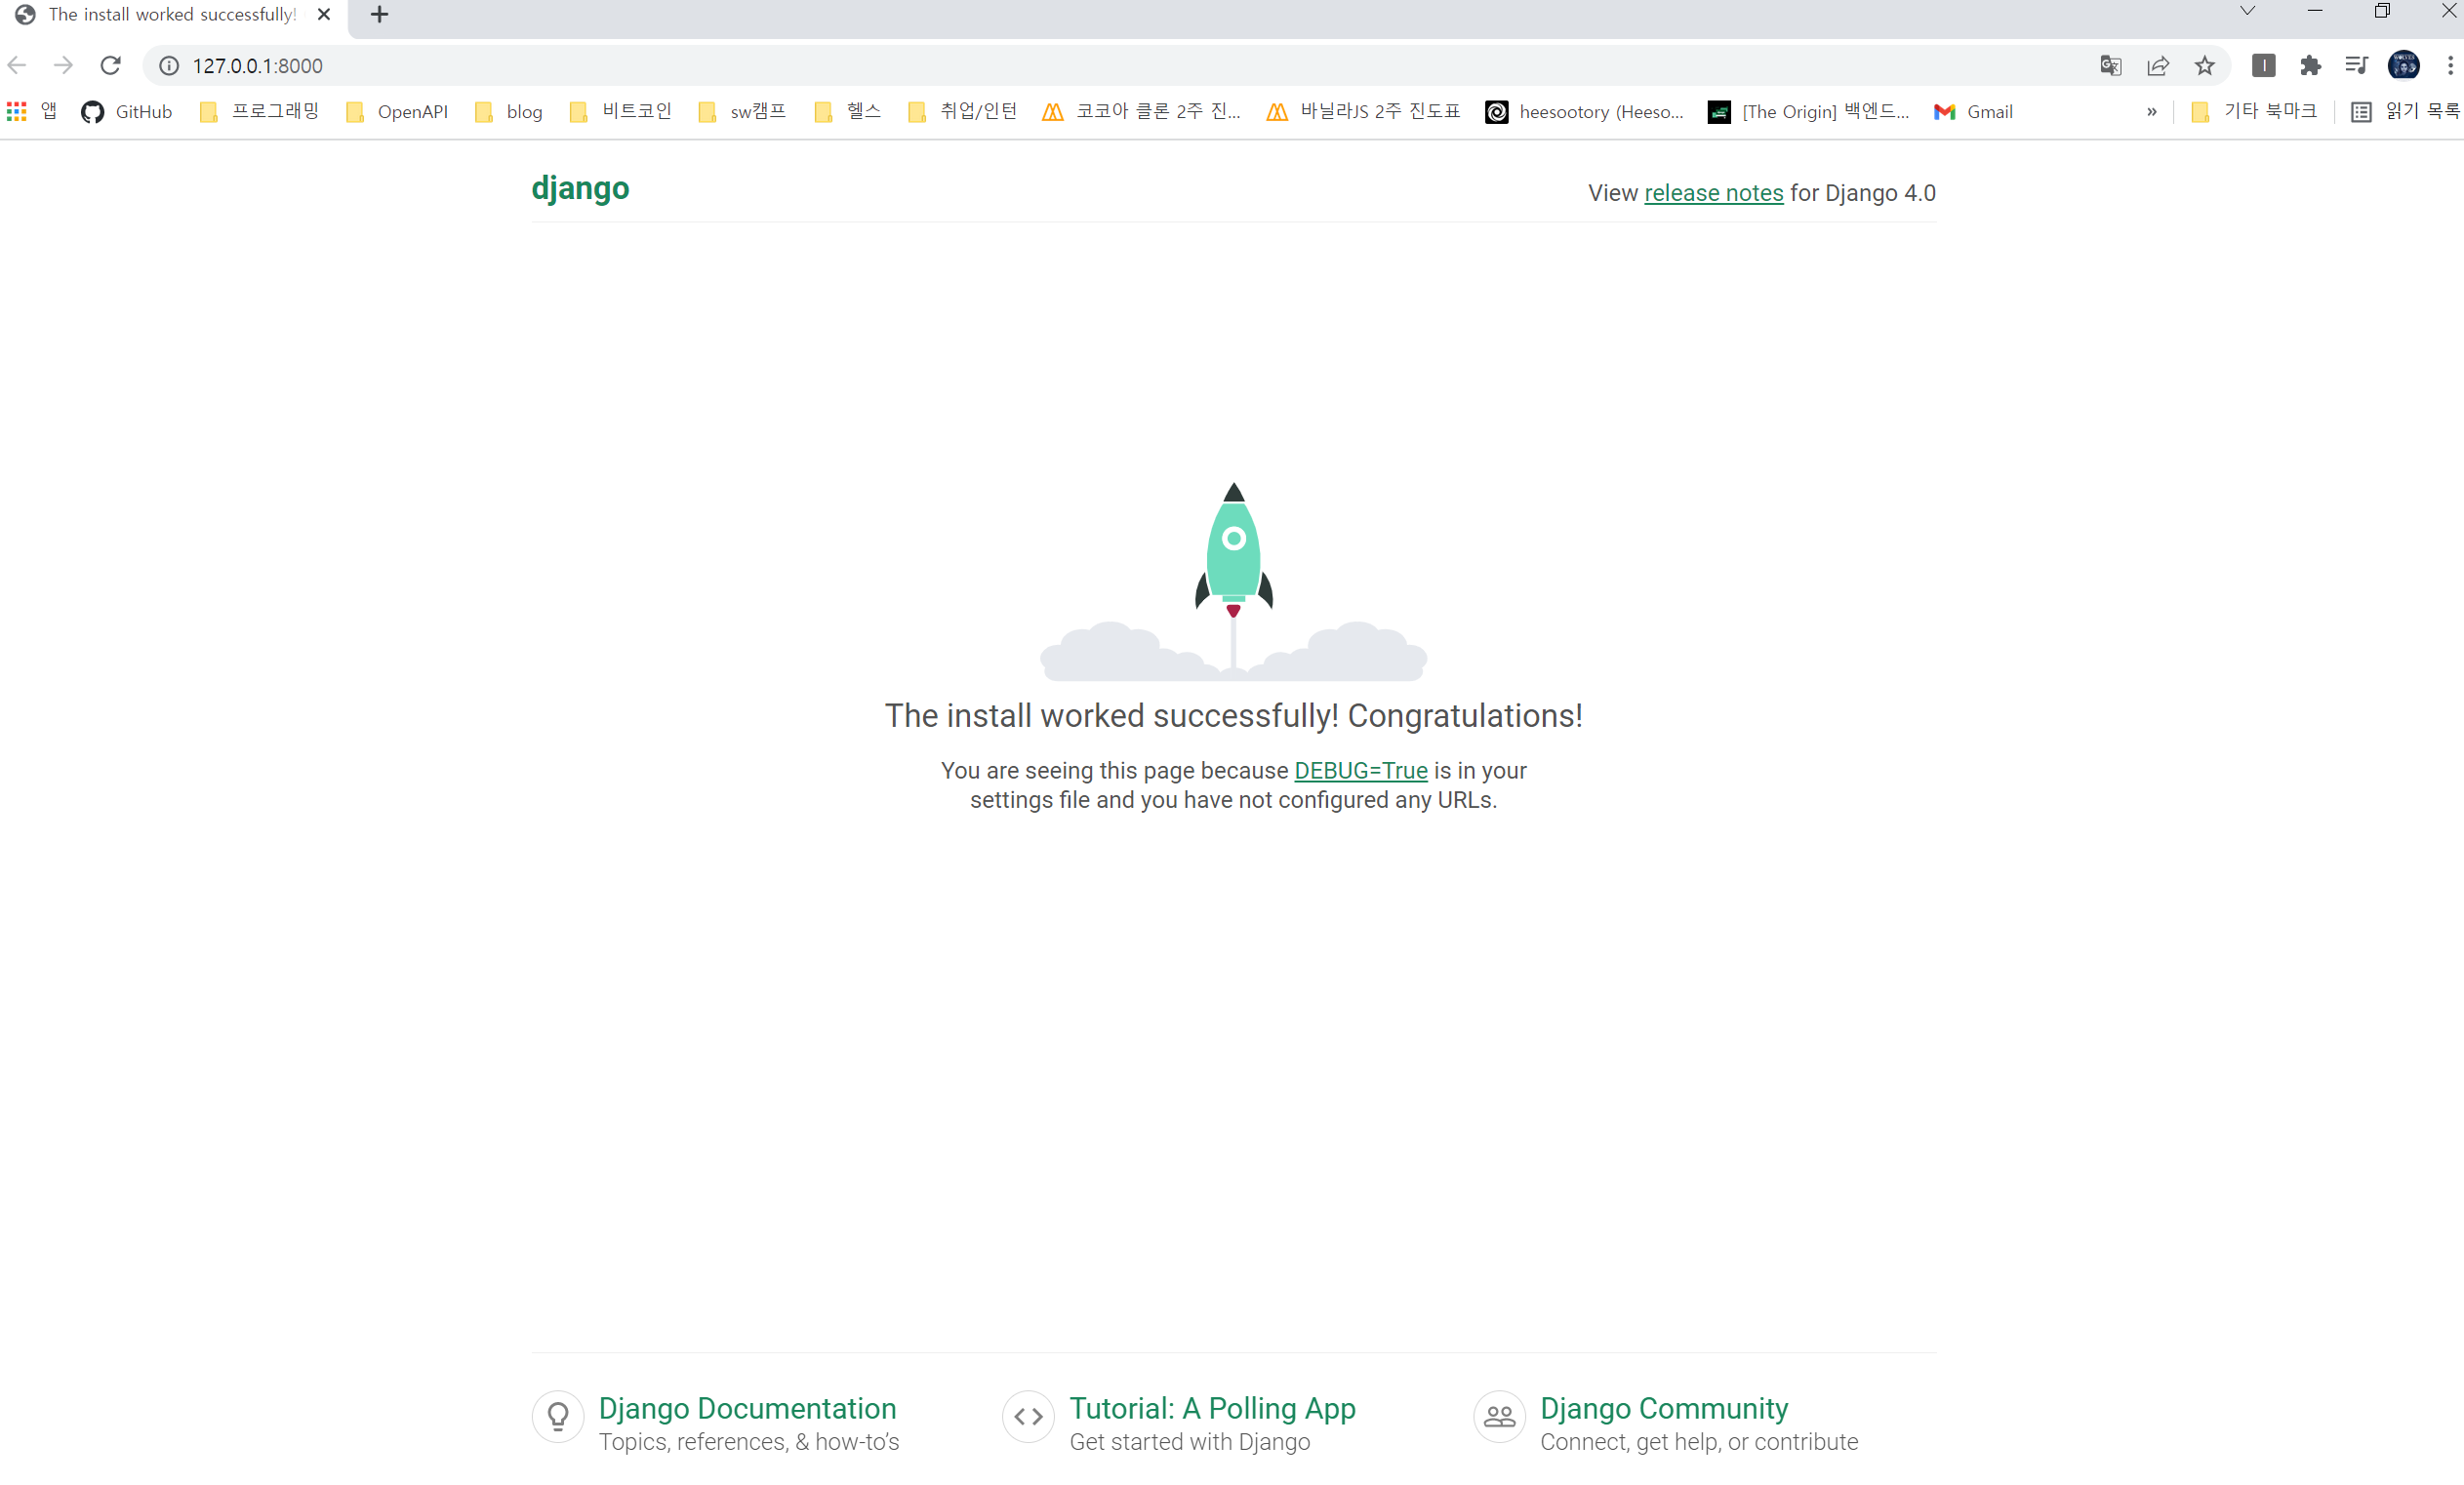 The install worked successfully!
127.0.0.1:8000
앱 GitHub 프로그래밍 OpenAPI blog 비트코인 sw캠프 헬스 취업/인턴 코코아 클론 2주 진... 바닐라JS 2주 진도표 heesootory (Heeso... [The Origin] 백엔드... Gmail » 기타 북마크 읽기 목록
django
View release notes for Django 4.0
The install worked successfully! Congratulations!
You are seeing this page because DEBUG=True is in your
settings file and you have not configured any URLs.
Django Documentation
Topics, references, & how-to’s
Tutorial: A Polling App
Get started with Django
Django Community
Connect, get help, or contribute